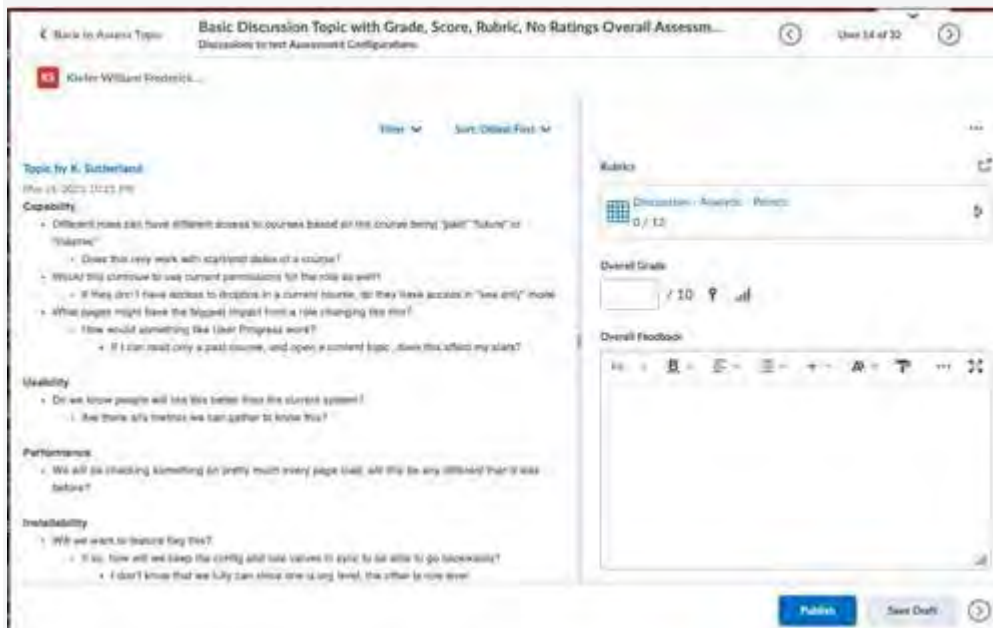 Back to Assess Topic
Basic Discussion Topic with Grade, Score, Rubric, No Ratings Overall Assessm...
Discussions to test Assessment Configurations
User 14 of 32
KS
Kiefer William Frederick...
Filter
Sort: Oldest First
Topic by K. Sutherland
2023 10:21 PM
Capability
Different roles can have different access to courses based on the course being "past" "future" or
Does this only work with start/end dates of a course?
Would this continue to use current permissions for the role as well?
If they don't have access to dropbox in a current course, do they have access in "see only" mode
What pages might have the biggest impact from a role changing like this?
How would something like User Progress work?
If I can read only a past course, and open a content topic, does this affect my stats?
Usability
Do we know people will like this better than the current system?
Are there any metrics we can gather to know this?
Performance
We will be checking something on pretty much every page load, will this be any different than it was
before?
Installability
Will we want to feature flag this?
If so, how will we keep the config and role values in sync to be able to go backwards?
I don't know that we fully can since one is org level, the other is role level
Rubrics
Discussion - Points
0 / 12
Overall Grade
/ 10
Overall Feedback
Publish
Save Draft